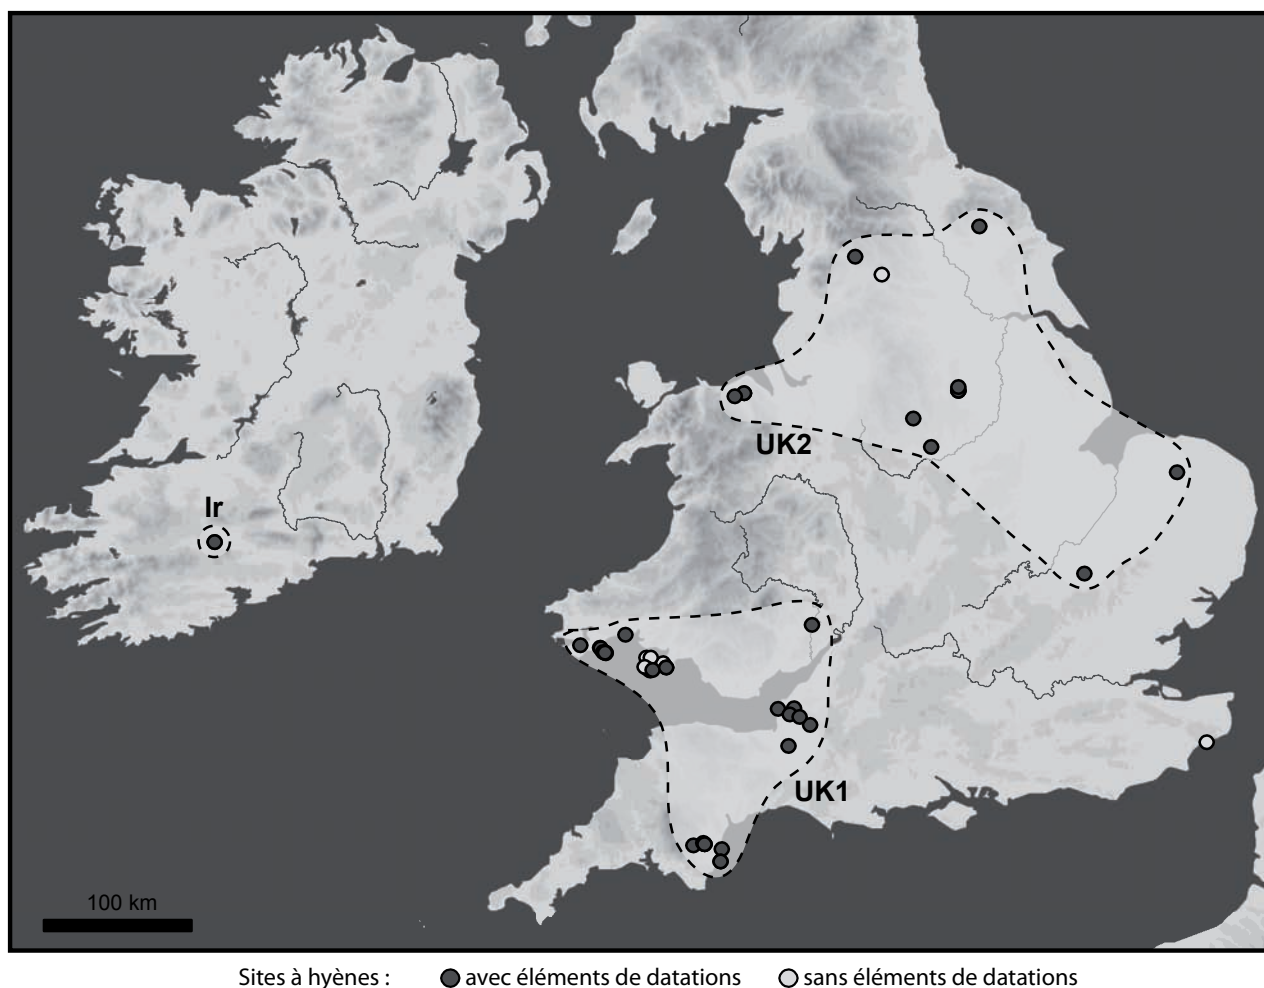 Ir
UK2
UK1
100 km
Sites à hyènes : avec éléments de datations sans éléments de datations